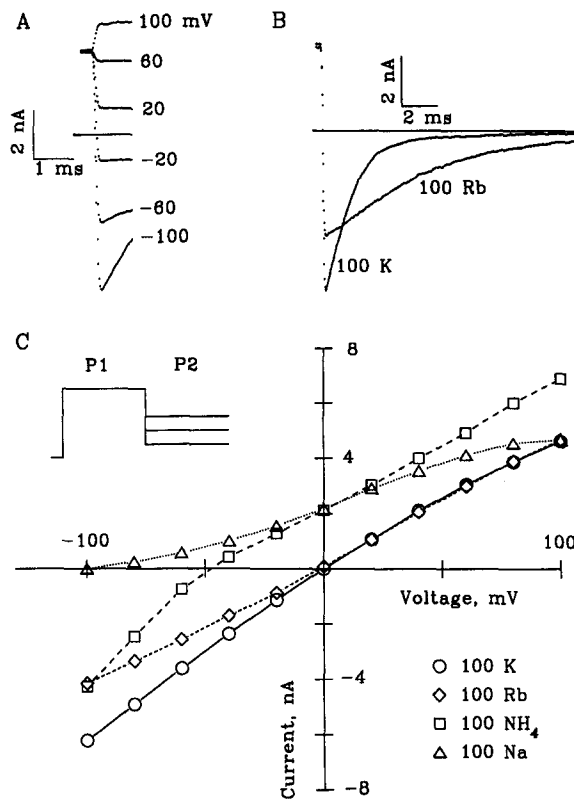 A
100 mV
60
20
-20
-60
-100
2 nA
1 ms
B
2 nA
2 ms
100 Rb
100 K
C
P1
P2
8
4
-4
-8
-100
100
Voltage, mV
Current, nA
100 K
100 Rb
100 NH₄
100 Na